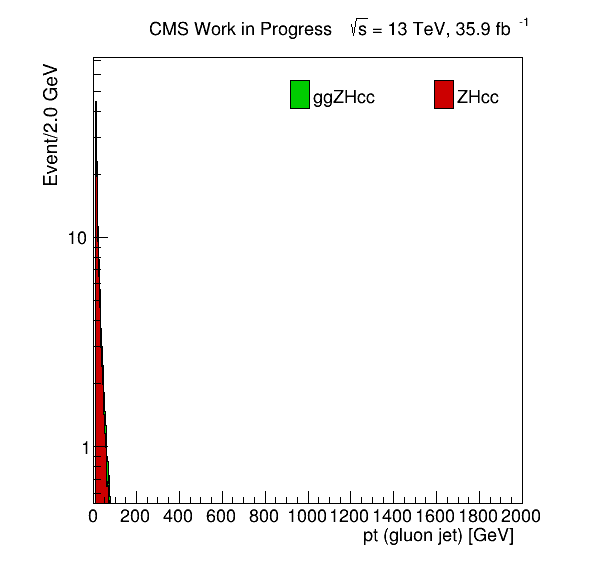 CMS Work in Progress √s = 13 TeV, 35.9 fb -1
Event/2.0 GeV
ggZHcc ZHcc
10
1
0 200 400 600 800 1000 1200 1400 1600 1800 2000
pt (gluon jet) [GeV]